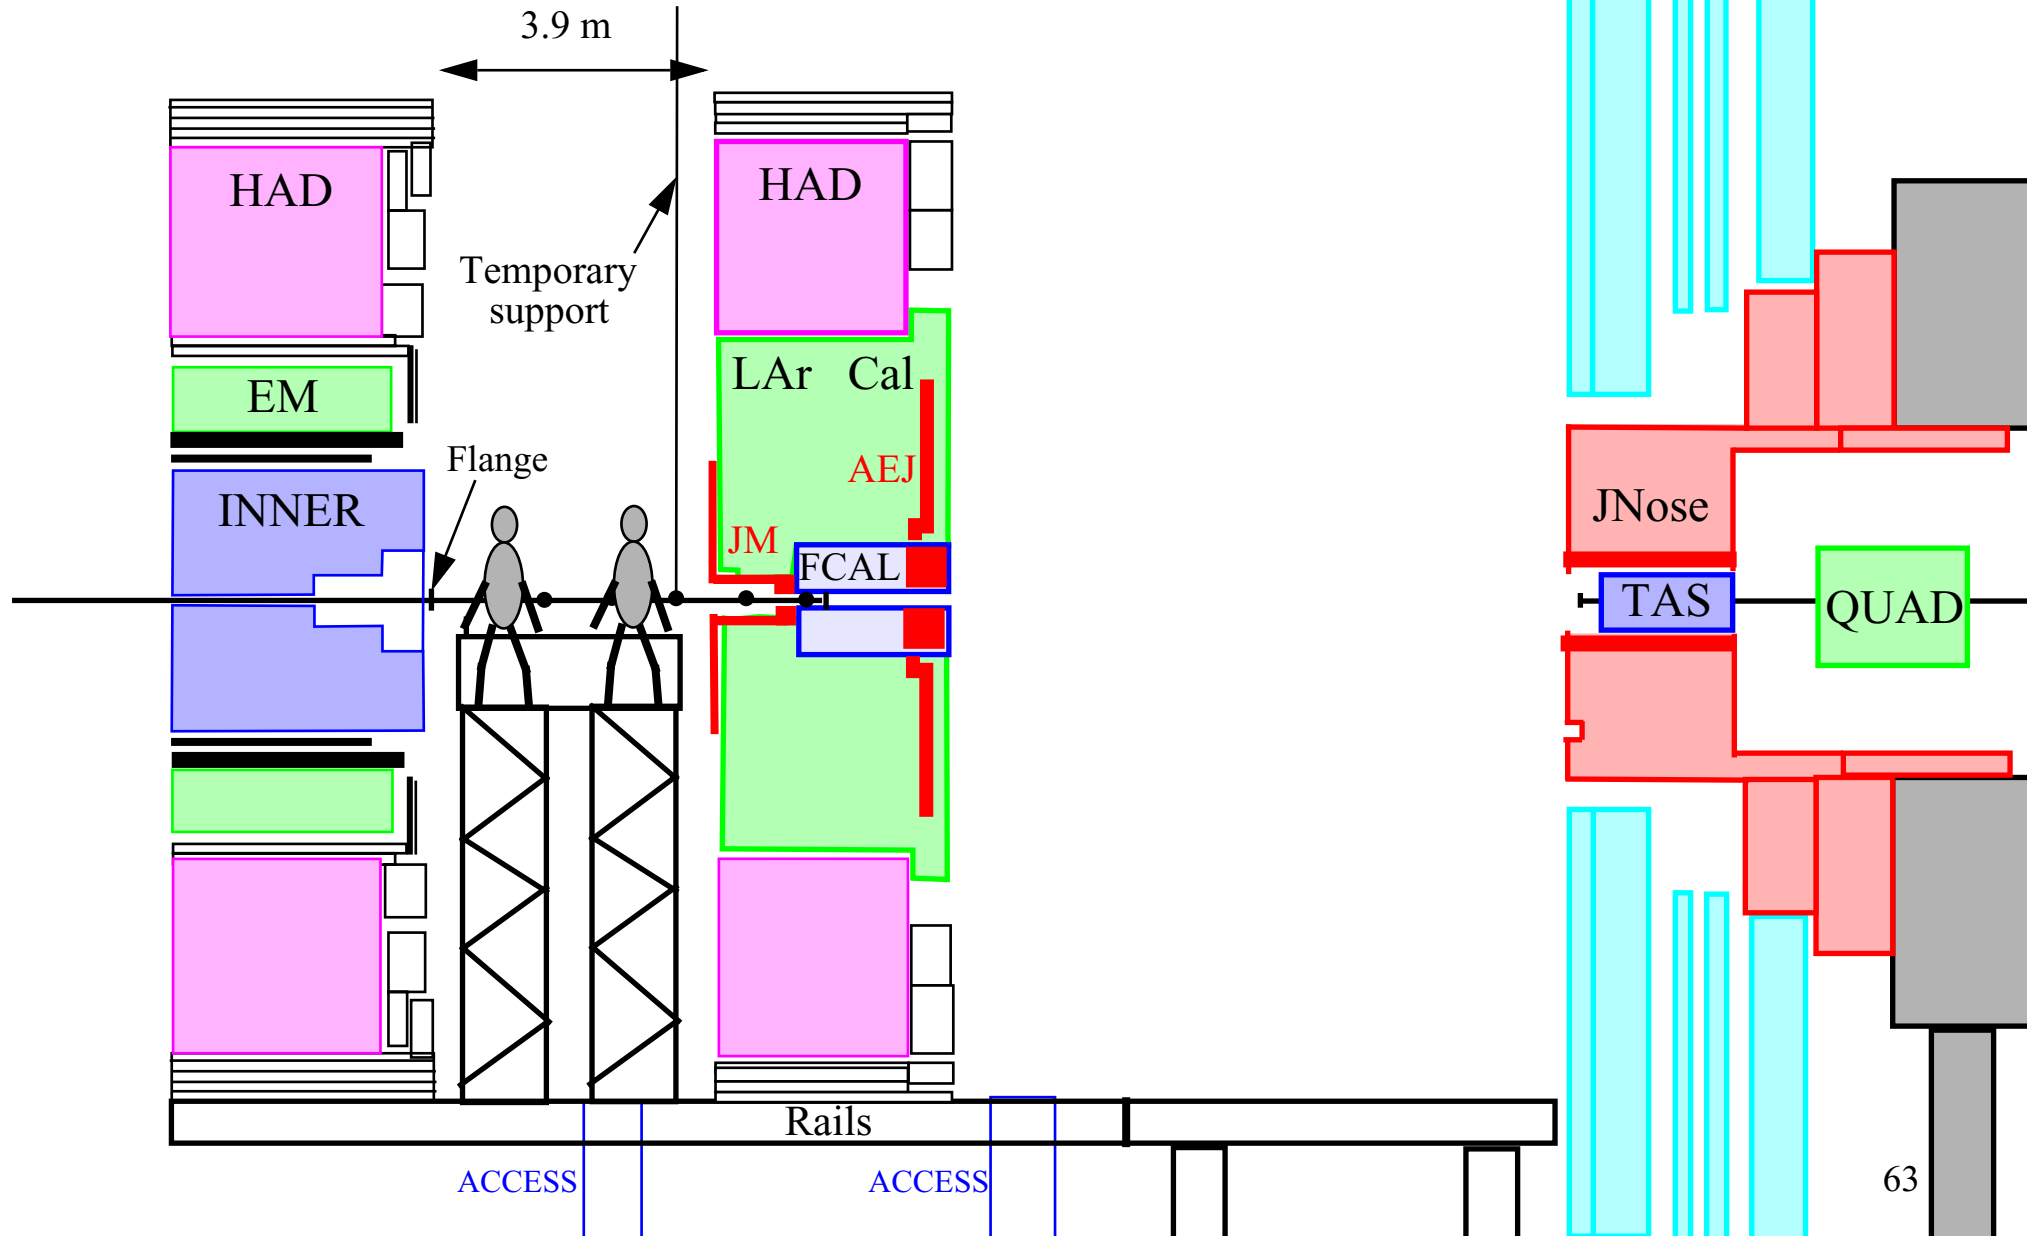 3.9 m
HAD
HAD
Temporary
support
LAr Cal
EM
Flange
AEJ
INNER
JM
JNose
FCAL
TAS
QUAD
Rails
ACCESS
ACCESS
63